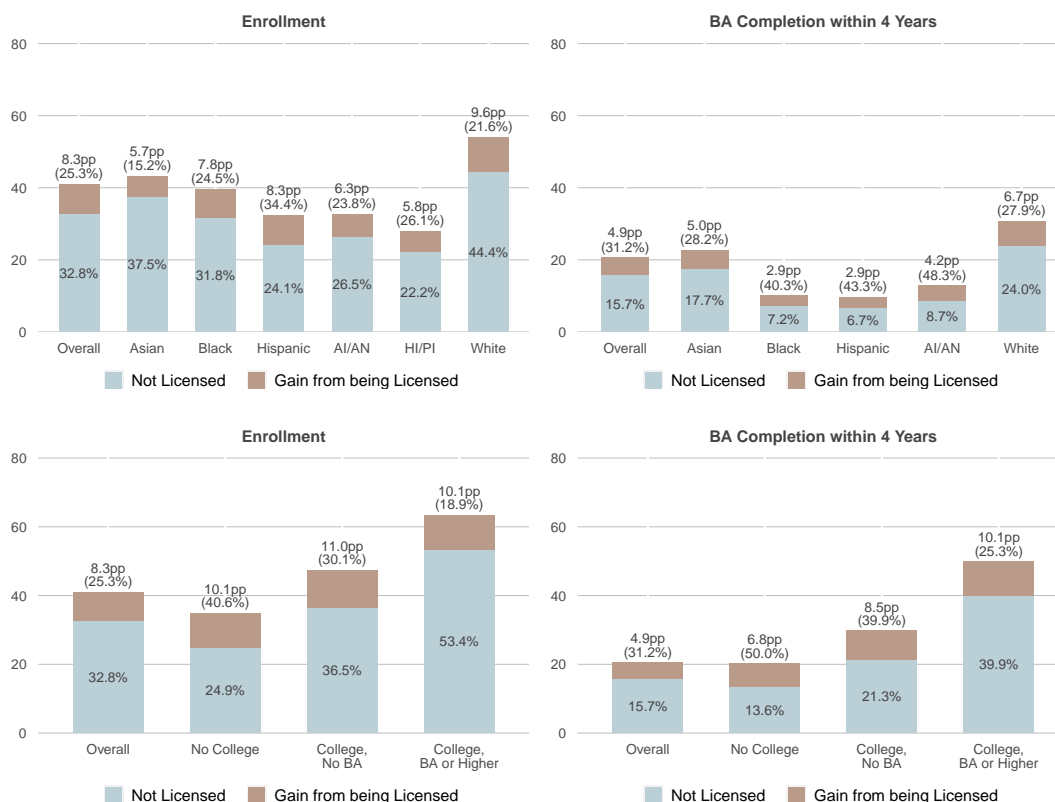 Enrollment
80
60
40
20
0
8.3pp
(25.3%)
32.8%
5.7pp
(15.2%)
37.5%
7.8pp
(24.5%)
31.8%
8.3pp
(34.4%)
24.1%
6.3pp
(23.8%)
26.5%
5.8pp
(26.1%)
22.2%
9.6pp
(21.6%)
44.4%
Overall Asian Black Hispanic AI/AN HI/PI White
Not Licensed Gain from being Licensed
BA Completion within 4 Years
80
60
40
20
0
4.9pp
(31.2%)
15.7%
5.0pp
(28.2%)
17.7%
2.9pp
(40.3%)
7.2%
2.9pp
(43.3%)
6.7%
4.2pp
(48.3%)
8.7%
6.7pp
(27.9%)
24.0%
Overall Asian Black Hispanic AI/AN White
Not Licensed Gain from being Licensed
Enrollment
80
60
40
20
0
8.3pp
(25.3%)
32.8%
10.1pp
(40.6%)
24.9%
11.0pp
(30.1%)
36.5%
10.1pp
(18.9%)
53.4%
Overall No College College, College,
No BA BA or Higher
Not Licensed Gain from being Licensed
BA Completion within 4 Years
80
60
40
20
0
4.9pp
(31.2%)
15.7%
6.8pp
(50.0%)
13.6%
8.5pp
(39.9%)
21.3%
10.1pp
(25.3%)
39.9%
Overall No College College, College,
No BA BA or Higher
Not Licensed Gain from being Licensed